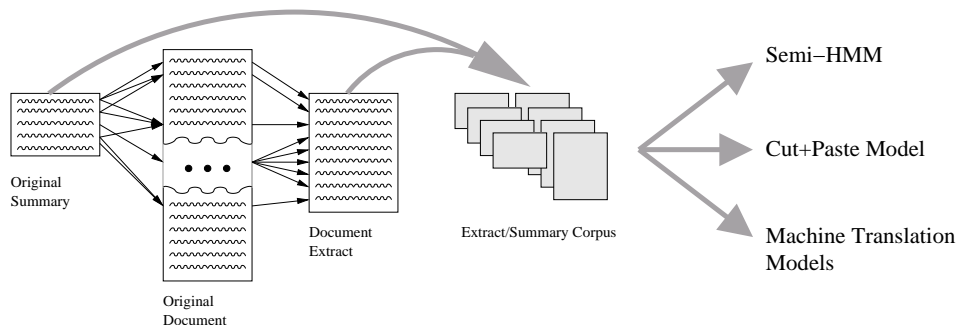 Original
Summary
Original
Document
Document
Extract
Extract/Summary Corpus
Semi−HMM
Cut+Paste Model
Machine Translation
Models